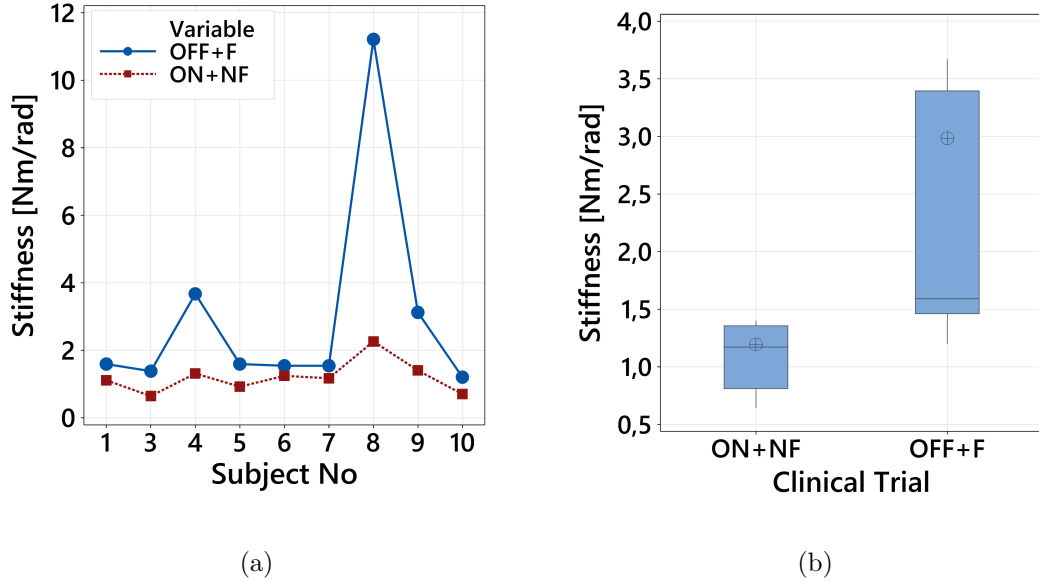 Variable
OFF+F
ON+NF
12
10
8
6
4
2
0
Stiffness [Nm/rad]
1 3 4 5 6 7 8 9 10
Subject No
(a)
4,0
3,5
3,0
2,5
2,0
1,5
1,0
0,5
Stiffness [Nm/rad]
ON+NF OFF+F
Clinical Trial
(b)